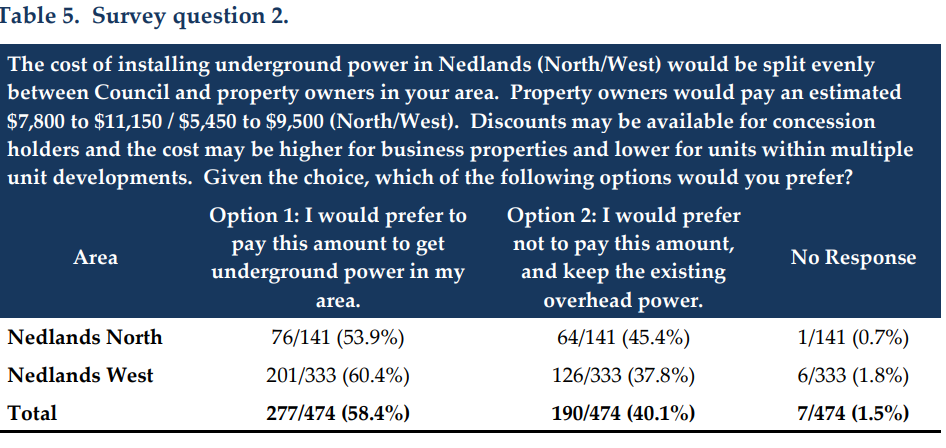 Table 5. Survey question 2.
The cost of installing underground power in Nedlands (North/West) would be split evenly
between Council and property owners in your area. Property owners would pay an estimated
$7,800 to $11,150 / $5,450 to $9,500 (North/West). Discounts may be available for concession
holders and the cost may be higher for business properties and lower for units within multiple
unit developments. Given the choice, which of the following options would you prefer?
Area
Option 1: I would prefer to
pay this amount to get
underground power in my
area.
Option 2: I would prefer
not to pay this amount,
and keep the existing
overhead power.
No Response
Nedlands North 76/141 (53.9%) 64/141 (45.4%) 1/141 (0.7%)
Nedlands West 201/333 (60.4%) 126/333 (37.8%) 6/333 (1.8%)
Total 277/474 (58.4%) 190/474 (40.1%) 7/474 (1.5%)